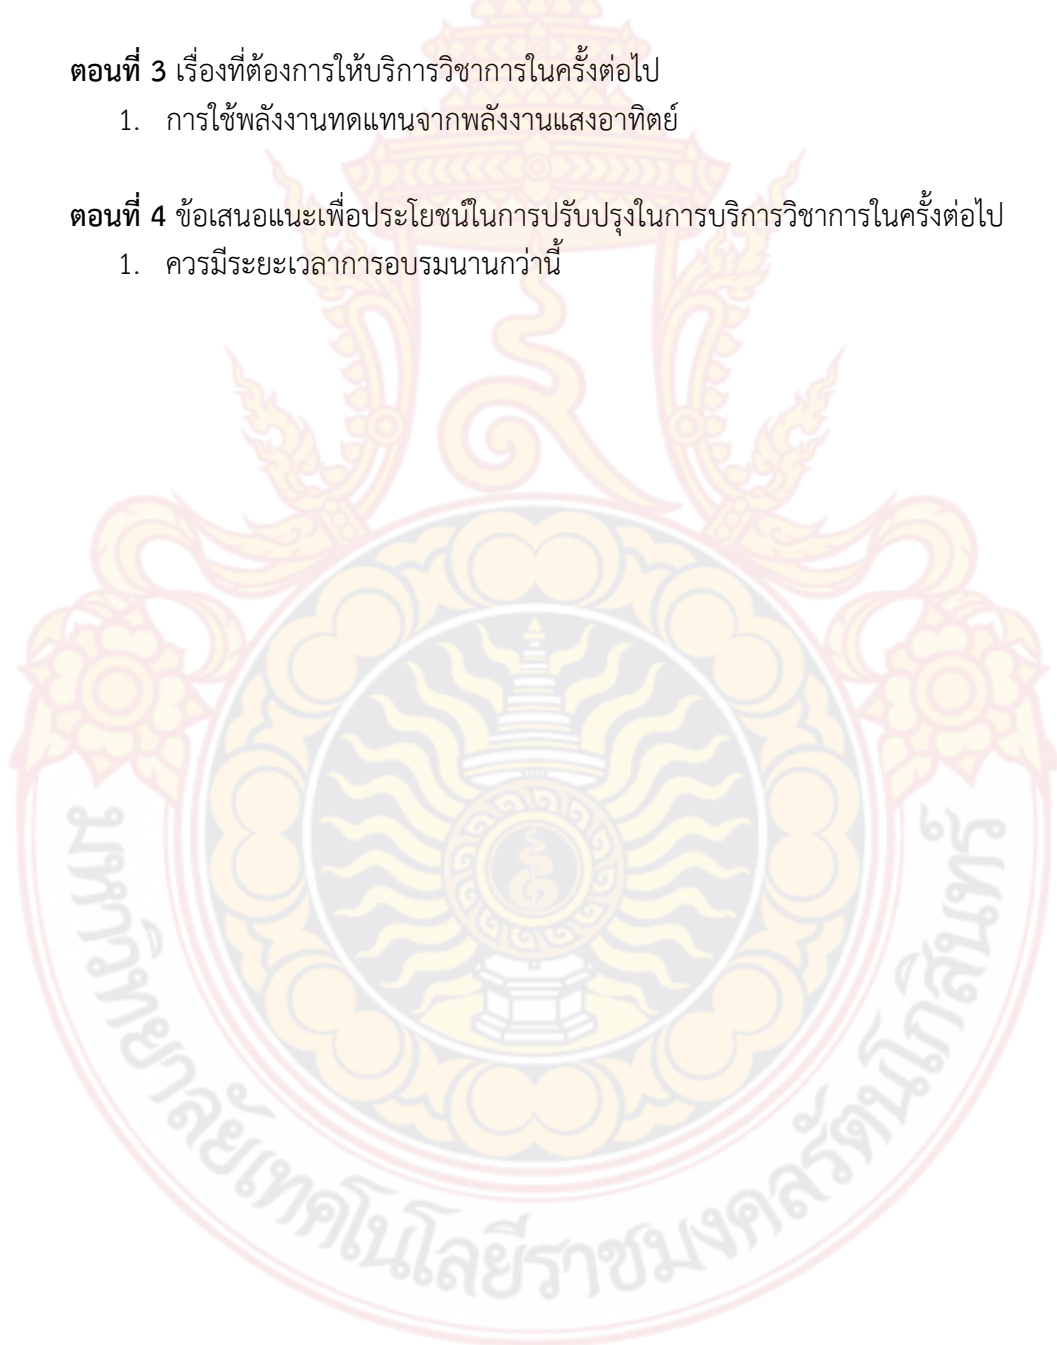 ตอนที่ 3 เรื่องที่ต้องการให้บริการวิชาการในครั้งต่อไป
1. การใช้พลังงานทดแทนจากพลังงานแสงอาทิตย์
ตอนที่ 4 ข้อเสนอแนะเพื่อประโยชน์ในการปรับปรุงในการบริการวิชาการในครั้งต่อไป
1. ควรมีระยะเวลาการอบรมนานกว่านี้
มหาวิทยาลัยเทคโนโลยีราชมงคลรัตนโกสินทร์